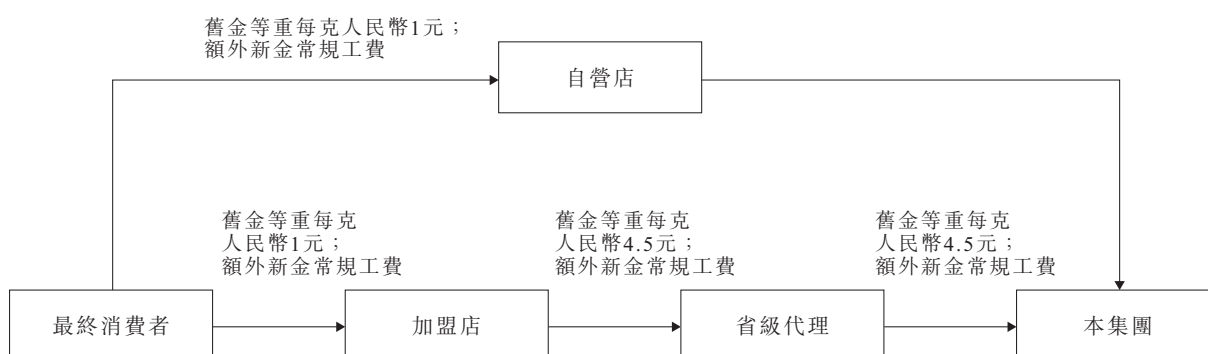 舊金等重每克人民幣1元；
額外新金常規工費
自營店
舊金等重每克
人民幣1元；
額外新金常規工費
舊金等重每克
人民幣4.5元；
額外新金常規工費
舊金等重每克
人民幣4.5元；
額外新金常規工費
最終消費者
加盟店
省級代理
本集團